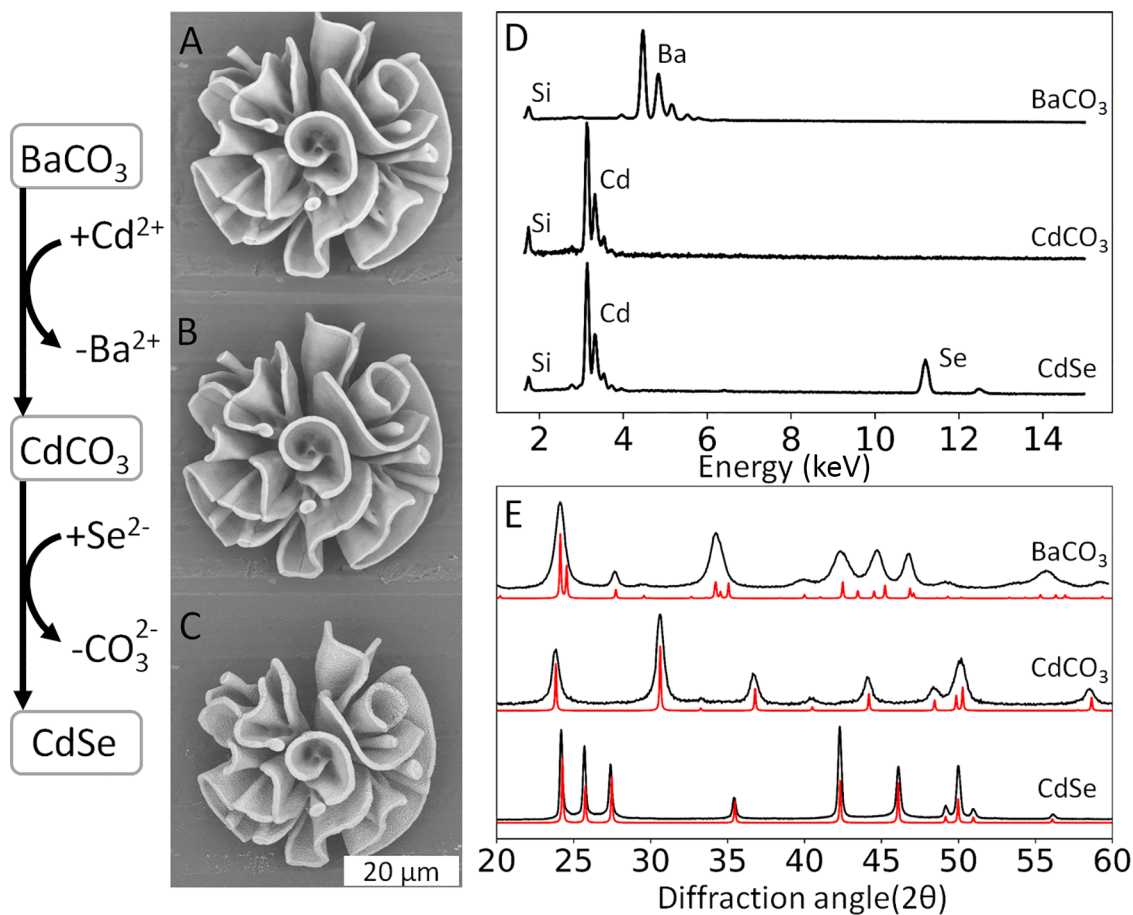 BaCO3
+Cd2+
-Ba2+
CdCO3
+Se2-
-CO32-
CdSe
A
B
C
20 μm
D
Si
Ba
BaCO3
Si
Cd
CdCO3
Si
Cd
Se
CdSe
2 4 6 8 10 12 14
Energy (keV)
E
BaCO3
CdCO3
CdSe
20 25 30 35 40 45 50 55 60
Diffraction angle(2θ)